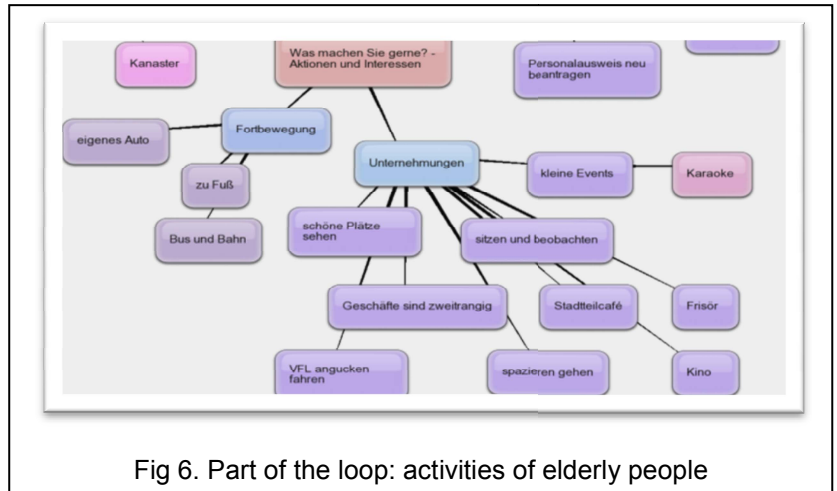 Was machen Sie gerne? -
Aktionen und Interessen
Kanaster
Personalausweis neu
beantragen
eigenes Auto
Fortbewegung
Unternehmungen
kleine Events
Karaoke
zu Fuß
Bus und Bahn
schöne Plätze
sehen
sitzen und beobachten
Geschäfte sind zweitrangig
Stadtteilcafé
Frisör
VFL angucken
fahren
spazieren gehen
Kino
Fig 6. Part of the loop: activities of elderly people